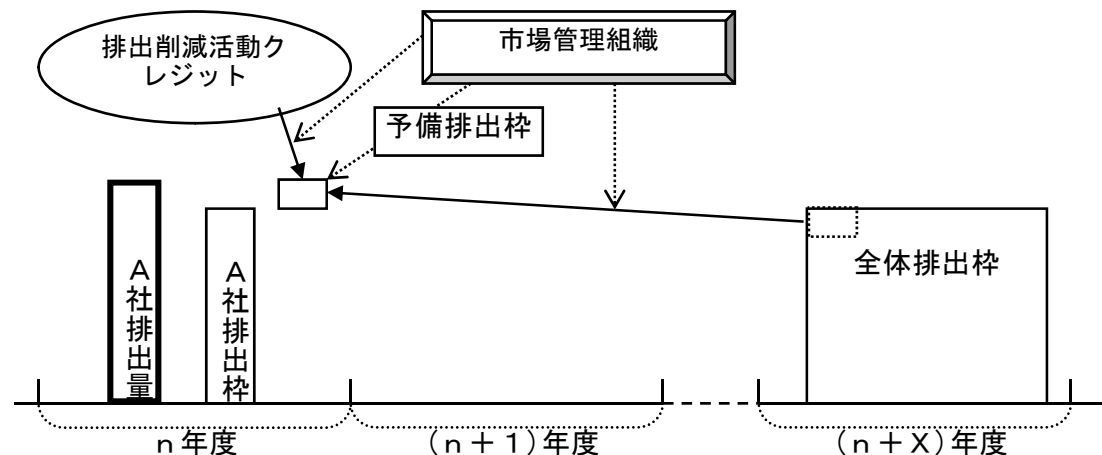 排出削減活動ク
レジット
市場管理組織
予備排出枠
A社排出量
A社排出枠
全体排出枠
n年度
(n+1)年度
(n+X)年度